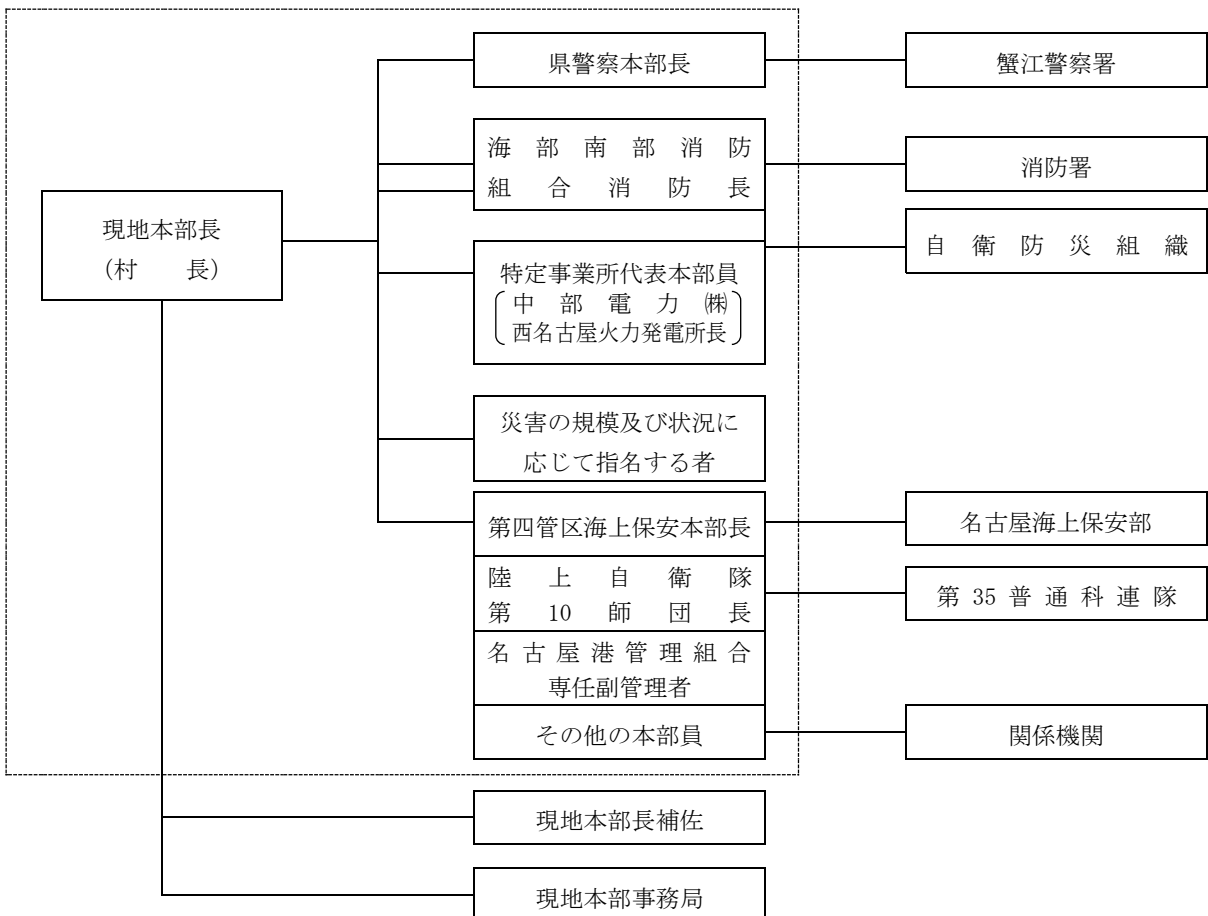 県警察本部長
蟹江警察署
海部南部消防
組合消防長
消防署
現地本部長
(村　長)
自衛防災組織
特定事業所代表本部員
中部電力㈱
西名古屋火力発電所長
災害の規模及び状況に
応じて指名する者
第四管区海上保安本部長
名古屋海上保安部
陸上自衛隊
第10師団長
第35普通科連隊
名古屋港管理組合
専任副管理者
その他の本部員
関係機関
現地本部長補佐
現地本部事務局